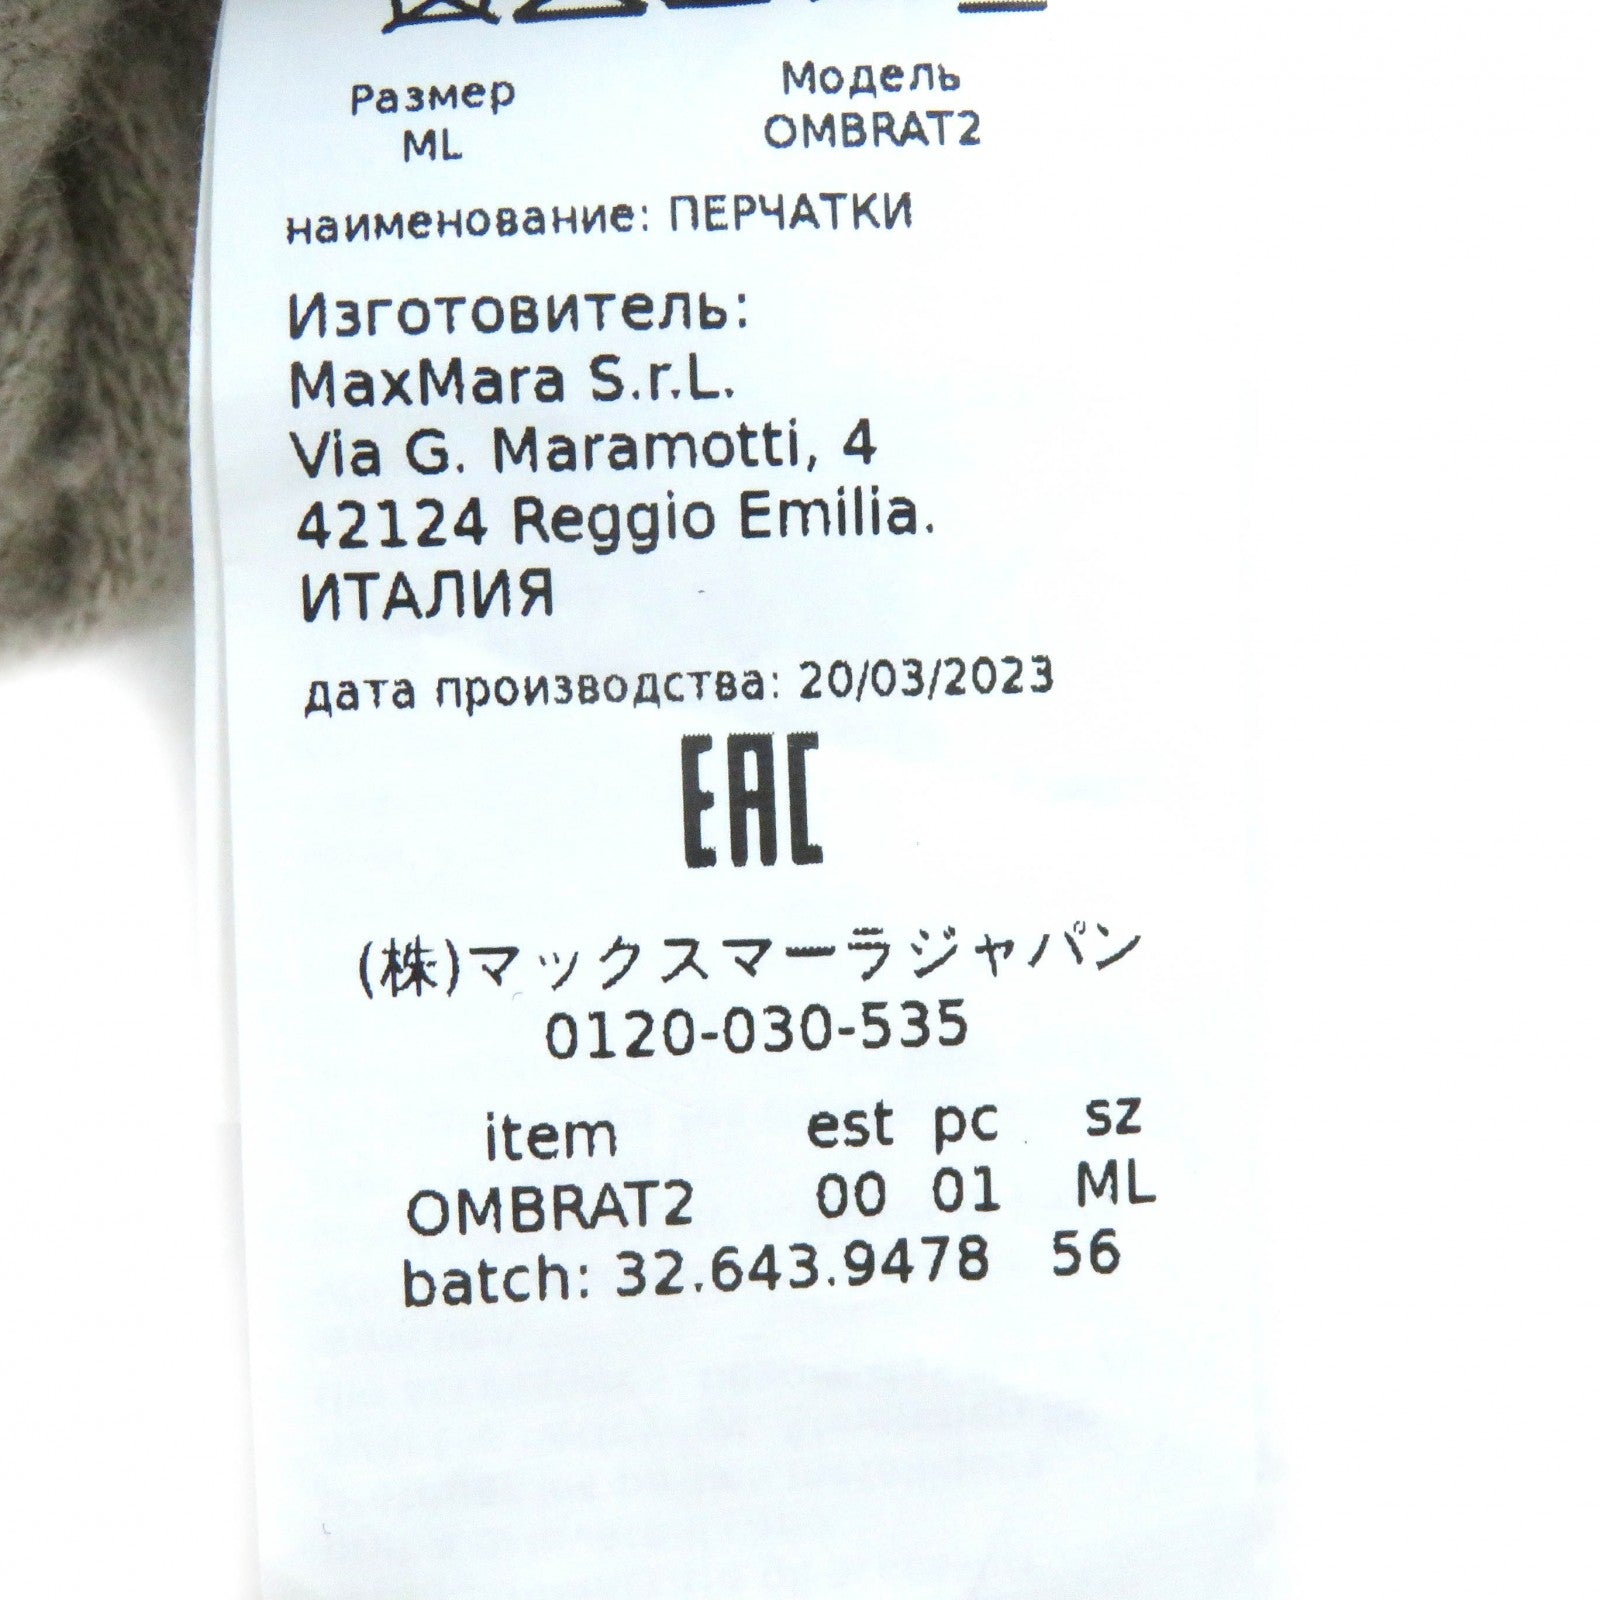 Размер Модель
ML OMBRAT2
наименование: ПЕРЧАТКИ
Изготовитель:
MaxMara S.r.L.
Via G. Maramotti, 4
42124 Reggio Emilia.
ИТАЛИЯ
дата производства: 20/03/2023
EAC
(株)マックスマーラジャパン
0120-030-535
item est pc sz
OMBRAT2 00 01 ML
batch: 32.643.9478 56